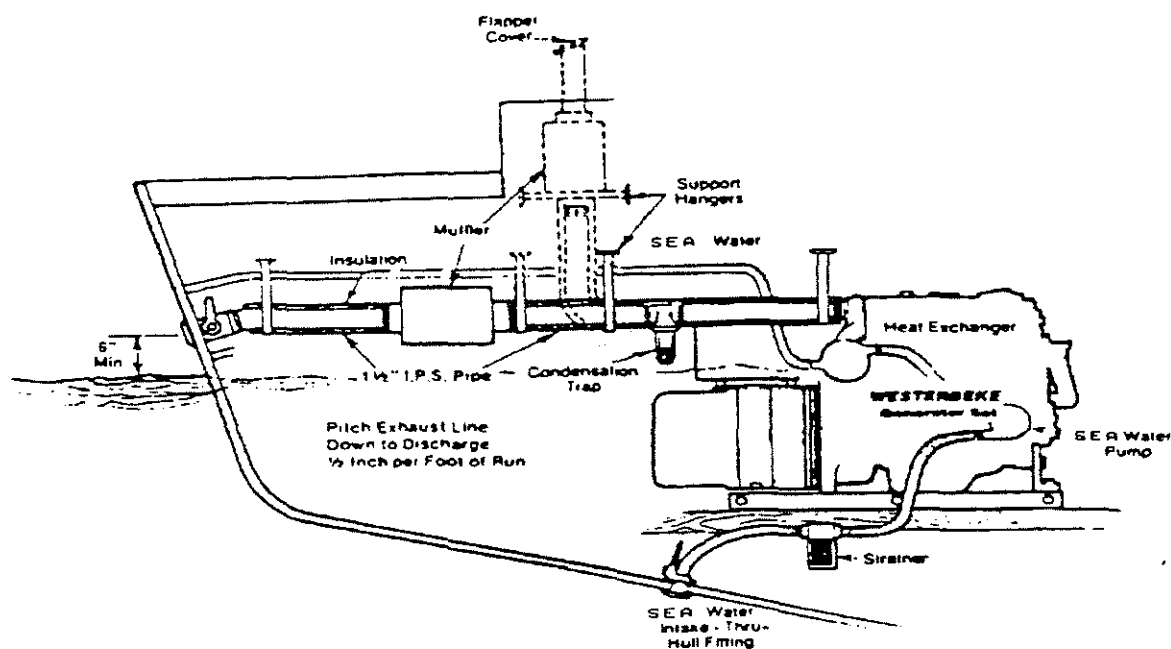 Flapper
Cover
Support
Hangers
Muffler
SEA Water
Insulation
Heat Exchanger
6"
Min
1 ½" I.P.S. Pipe
Condensation
Trap
WESTERBEKE
Generator Set
SEA Water
Pump
Pitch Exhaust Line
Down to Discharge
½ Inch per Foot of Run
Strainer
SEA Water
Intake - Thru-
Hull Fitting